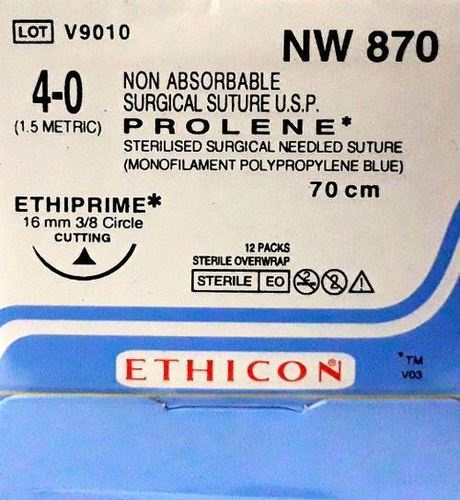 LOT V9010
NW 870
4-0
(1.5 METRIC)
NON ABSORBABLE
SURGICAL SUTURE U.S.P.
PROLENE*
STERILISED SURGICAL NEEDLED SUTURE
(MONOFILAMENT POLYPROPYLENE BLUE)
70 cm
ETHIPRIME*
16 mm 3/8 Circle
CUTTING
12 PACKS
STERILE OVERWRAP
STERILE EO
ETHICON®
*TM
V03